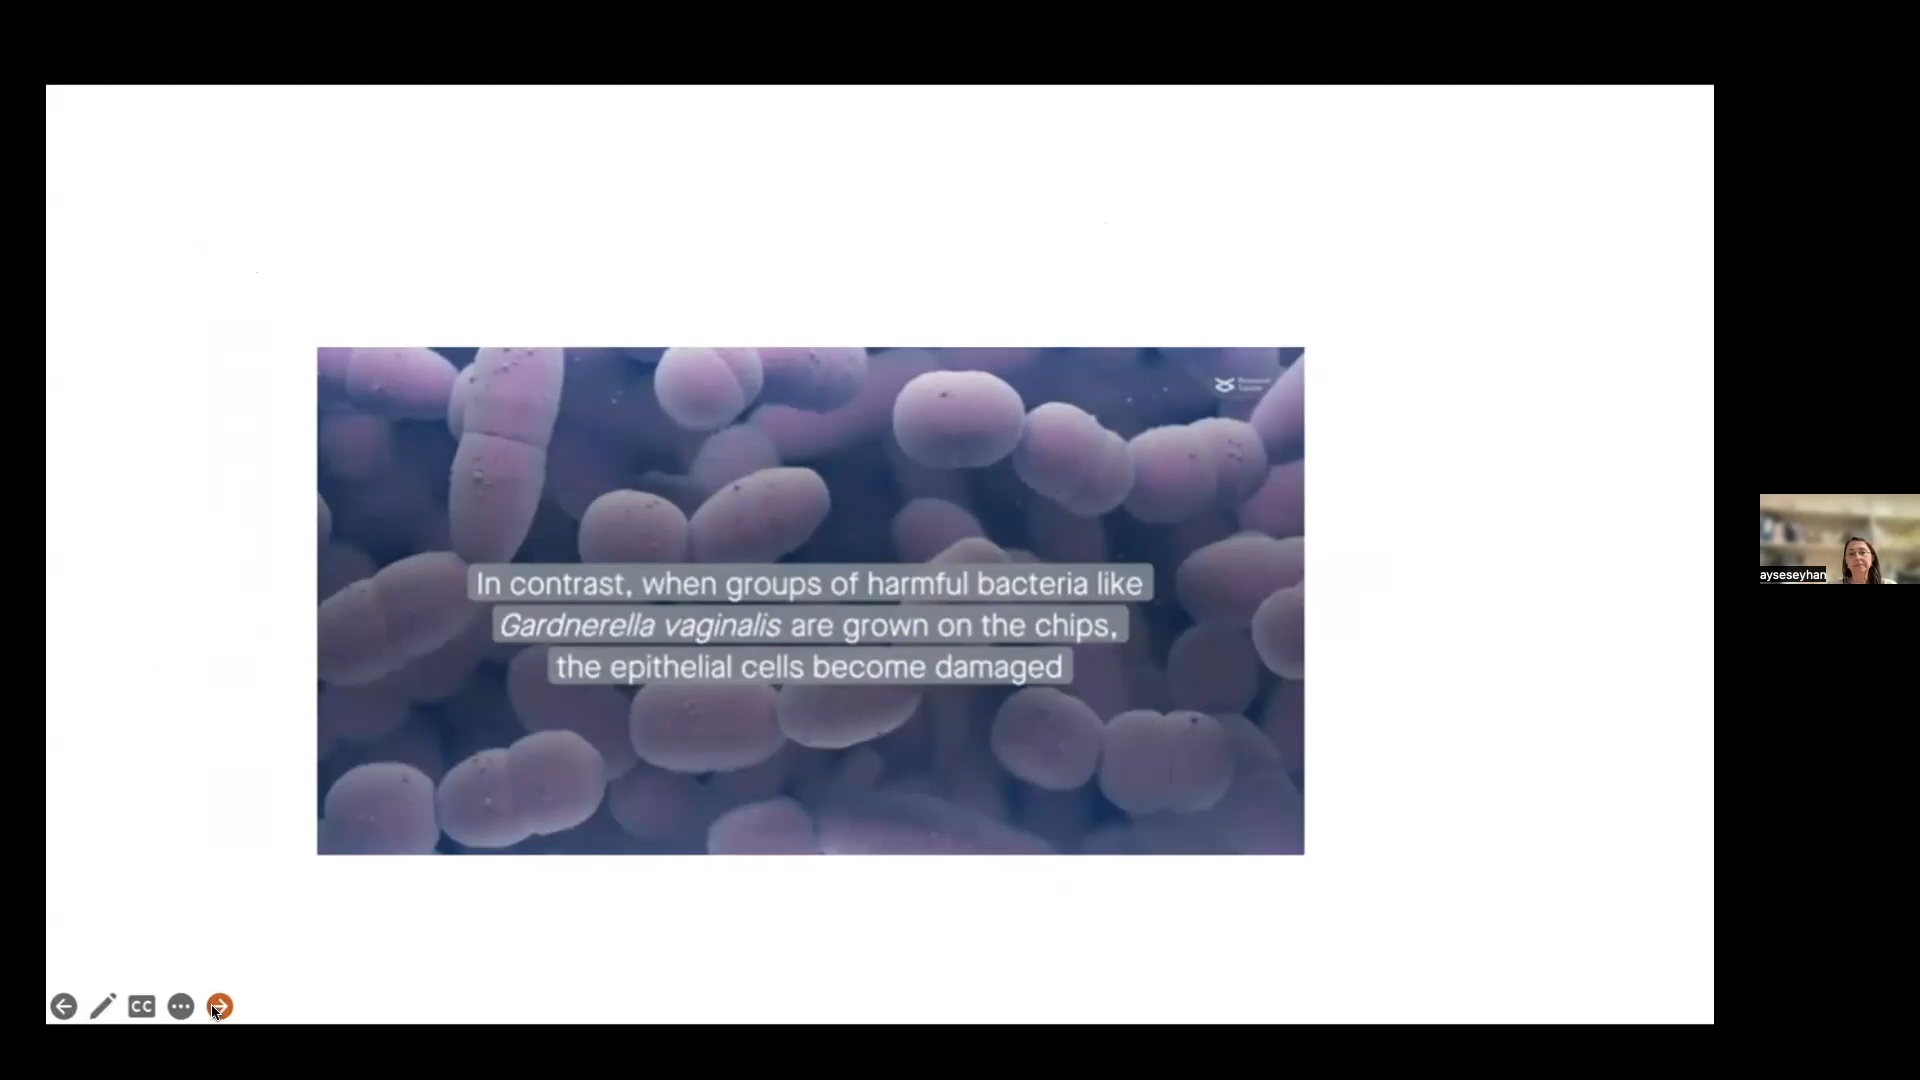 In contrast, when groups of harmful bacteria like
Gardnerella vaginalis are grown on the chips,
the epithelial cells become damaged
ayseseyhan
CC